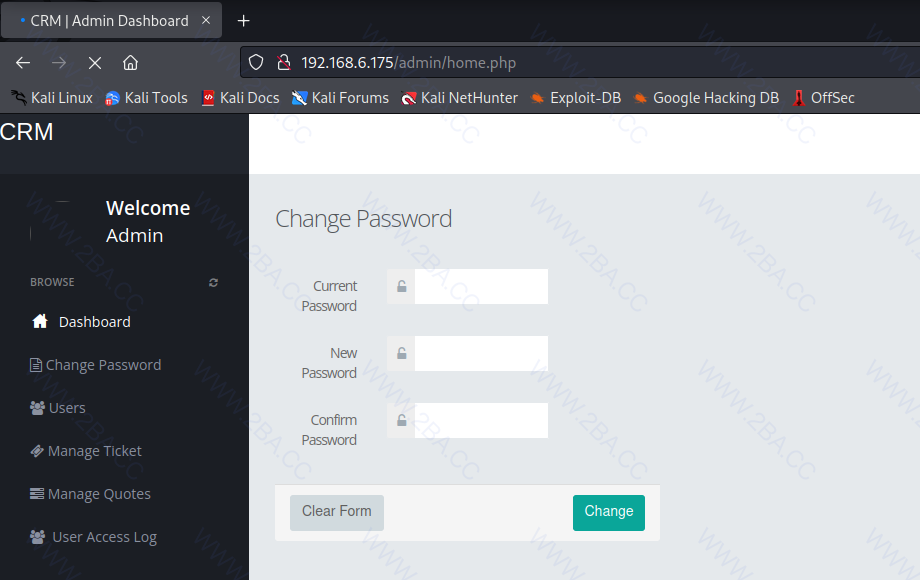 CRM | Admin Dashboard
192.168.6.175/admin/home.php
Kali Linux Kali Tools Kali Docs Kali Forums Kali NetHunter Exploit-DB Google Hacking DB OffSec
CRM
Welcome
Admin
BROWSE
Dashboard
Change Password
Users
Manage Ticket
Manage Quotes
User Access Log
Change Password
Current
Password
New
Password
Confirm
Password
Clear Form Change
WWW.2BA.CC